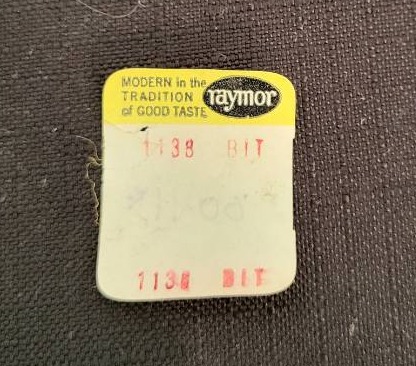 MODERN in the
TRADITION
of GOOD TASTE
raymor
1138 BIT
1138 BIT